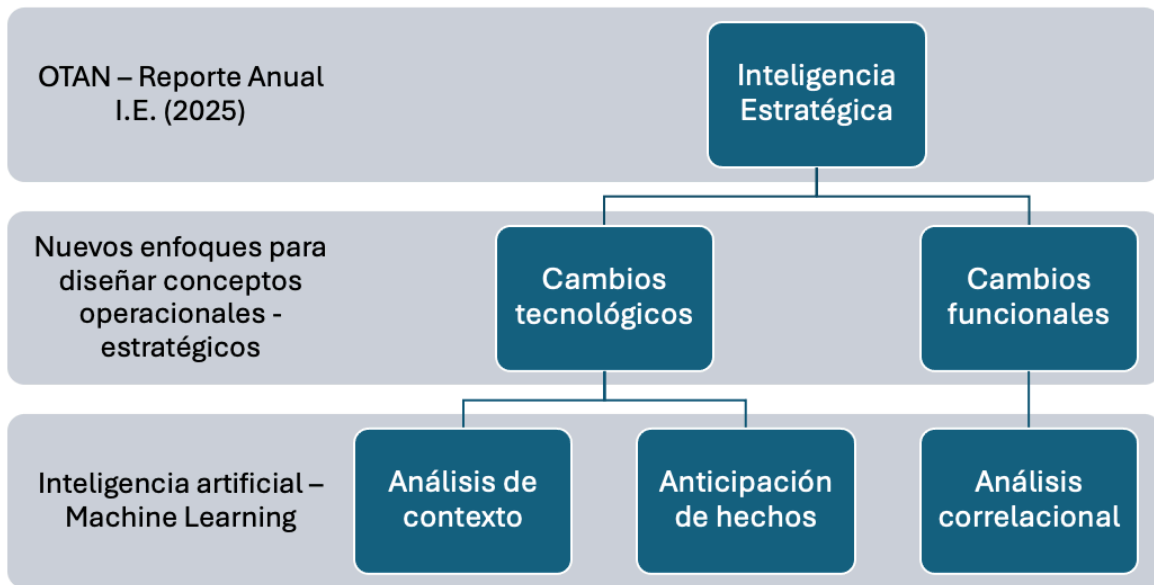 OTAN – Reporte Anual
I.E. (2025)
Inteligencia
Estratégica
Nuevos enfoques para
diseñar conceptos
operacionales -
estratégicos
Cambios
tecnológicos
Cambios
funcionales
Inteligencia artificial –
Machine Learning
Análisis de
contexto
Anticipación
de hechos
Análisis
correlacional